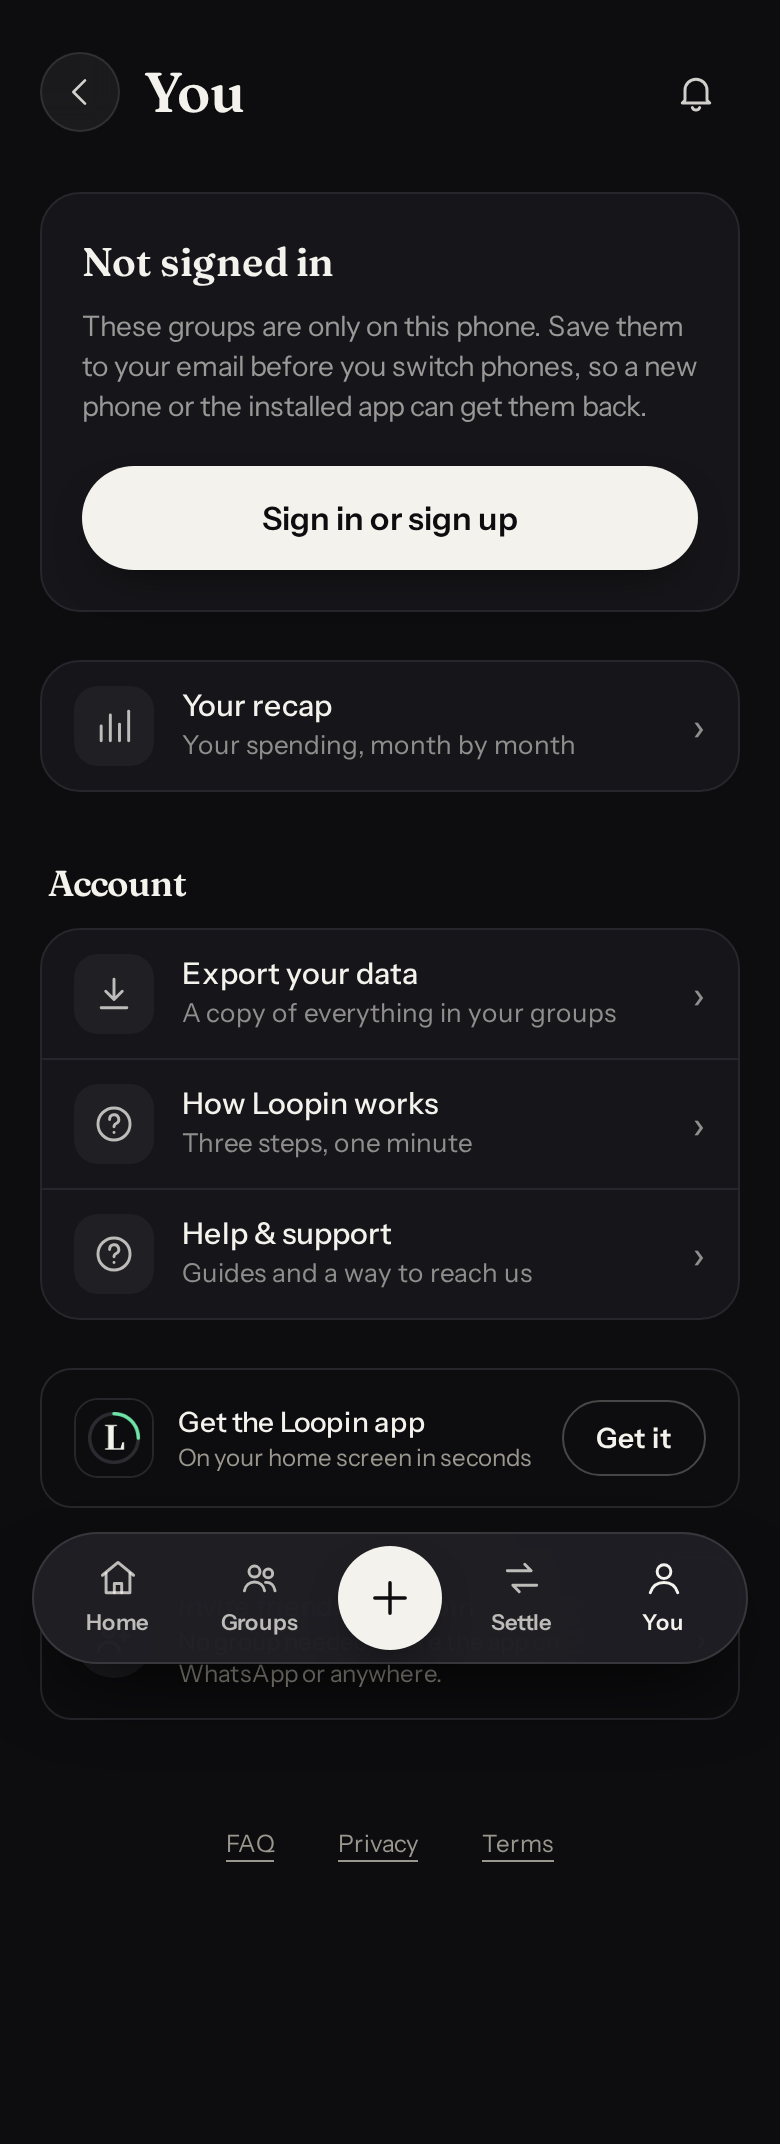 You
Not signed in
These groups are only on this phone. Save them
to your email before you switch phones, so a new
phone or the installed app can get them back.
Sign in or sign up
Your recap
Your spending, month by month
›
Account
Export your data
A copy of everything in your groups
›
How Loopin works
Three steps, one minute
›
Help & support
Guides and a way to reach us
›
L
Get the Loopin app
On your home screen in seconds
Get it
Home
Groups
Settle
You
WhatsApp or anywhere.
FAQ
Privacy
Terms